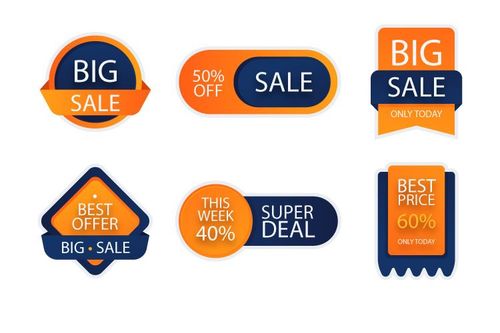 BIG
SALE
50%
OFF
SALE
BIG
SALE
ONLY TODAY
BEST
OFFER
BIG • SALE
THIS
WEEK
40%
SUPER
DEAL
BEST
PRICE
60%
ONLY TODAY